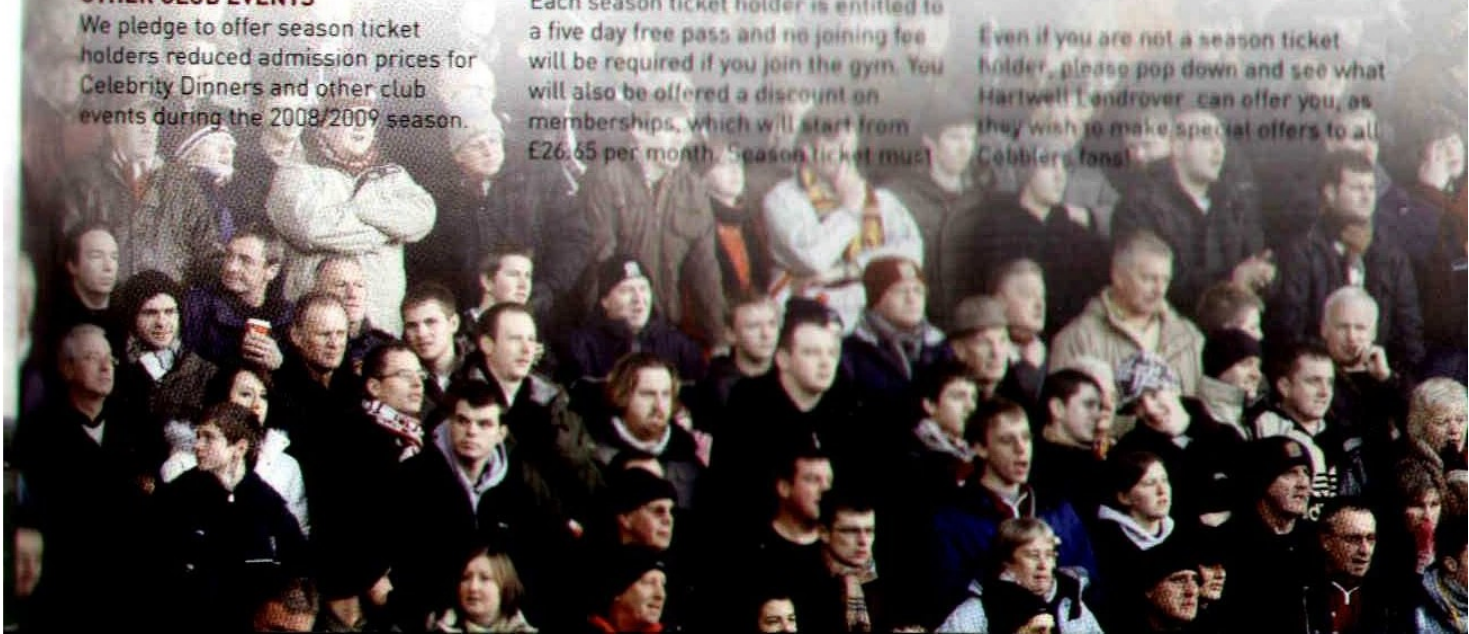 OTHER CLUB EVENTS
We pledge to offer season ticket
holders reduced admission prices for
Celebrity Dinners and other club
events during the 2008/2009 season.
Each season ticket holder is entitled to
a five day free pass and no joining fee
will be required if you join the gym. You
will also be offered a discount on
memberships, which will start from
£26.65 per month. Season ticket must
Even if you are not a season ticket
holder, please pop down and see what
Hartwell Landrover can offer you, as
they wish to make special offers to all
Cobblers fans!